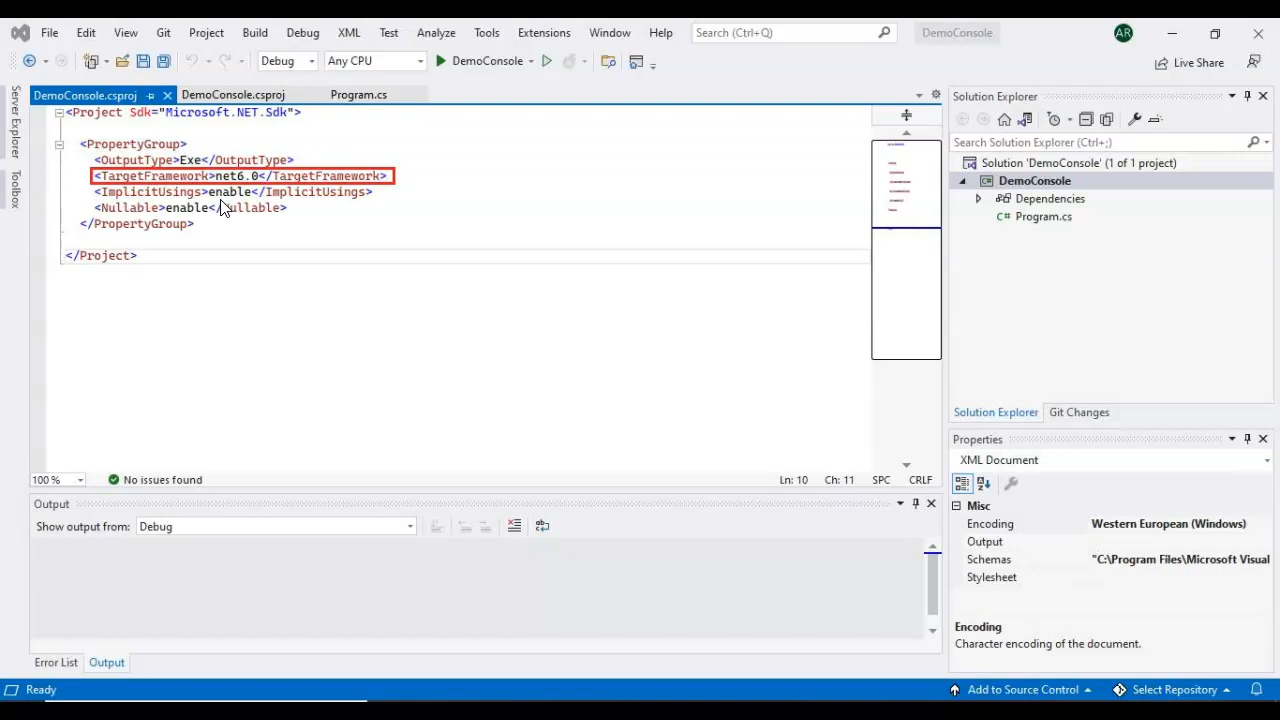 File Edit View Git Project Build Debug XML Test Analyze Tools Extensions Window Help Search (Ctrl+Q) DemoConsole AR
Debug Any CPU DemoConsole Live Share
Server Explorer
Toolbox
DemoConsole.csproj DemoConsole.csproj Program.cs
<Project Sdk="Microsoft.NET.Sdk">
<PropertyGroup>
<OutputType>Exe</OutputType>
<TargetFramework>net6.0</TargetFramework>
<ImplicitUsings>enable</ImplicitUsings>
<Nullable>enable</Nullable>
</PropertyGroup>
</Project>
100 % No issues found Ln: 10 Ch: 11 SPC CRLF
Output
Show output from: Debug
Error List Output
Solution Explorer
Search Solution Explorer (Ctrl+;)
Solution 'DemoConsole' (1 of 1 project)
DemoConsole
Dependencies
C# Program.cs
Solution Explorer Git Changes
Properties
XML Document
Misc
Encoding Western European (Windows)
Output
Schemas "C:\Program Files\Microsoft Visual
Stylesheet
Encoding
Character encoding of the document.
Ready Add to Source Control Select Repository